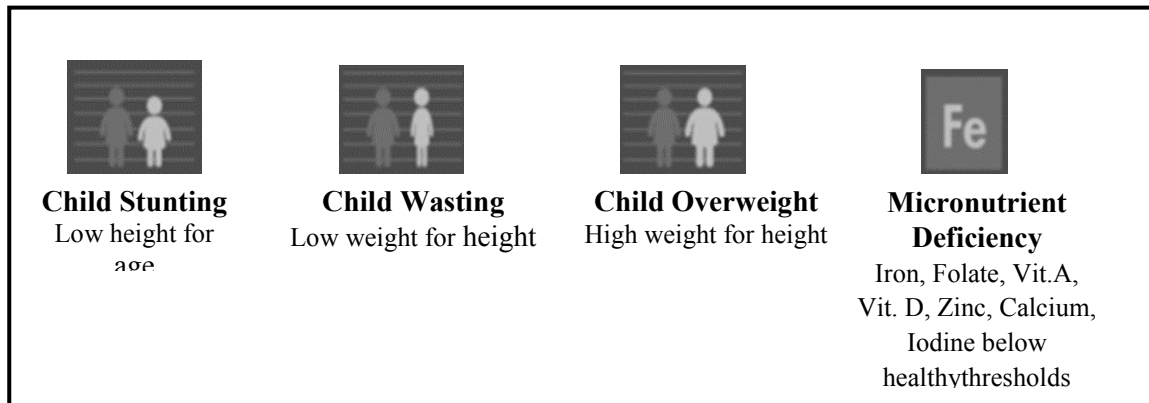 Fe
Child Stunting
Low height for
age
Child Wasting
Low weight for height
Child Overweight
High weight for height
Micronutrient
Deficiency
Iron, Folate, Vit.A,
Vit. D, Zinc, Calcium,
Iodine below
healthythresholds